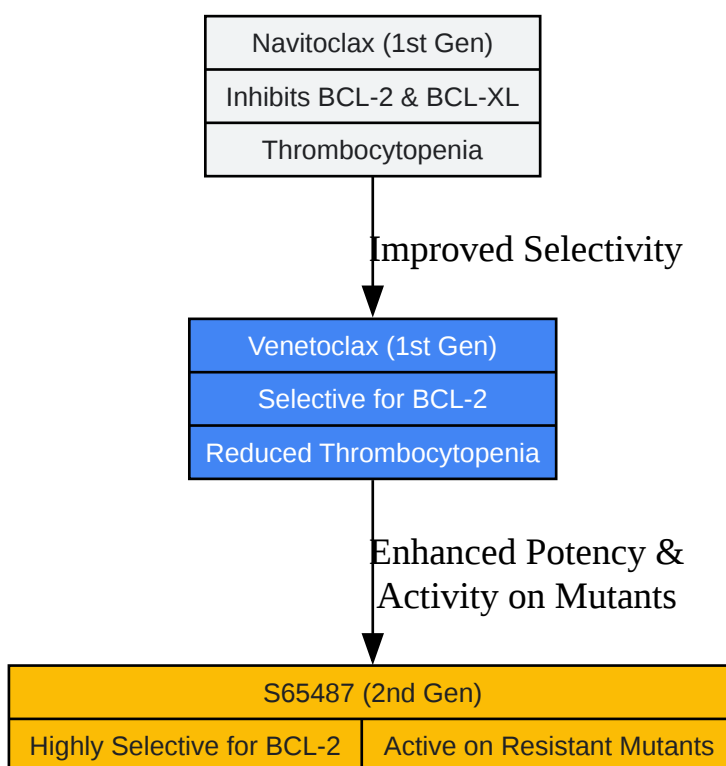 Navitoclax (1st Gen)
Inhibits BCL-2 & BCL-XL
Thrombocytopenia
Improved Selectivity
Venetoclax (1st Gen)
Selective for BCL-2
Reduced Thrombocytopenia
Enhanced Potency &
Activity on Mutants
S65487 (2nd Gen)
Highly Selective for BCL-2
Active on Resistant Mutants